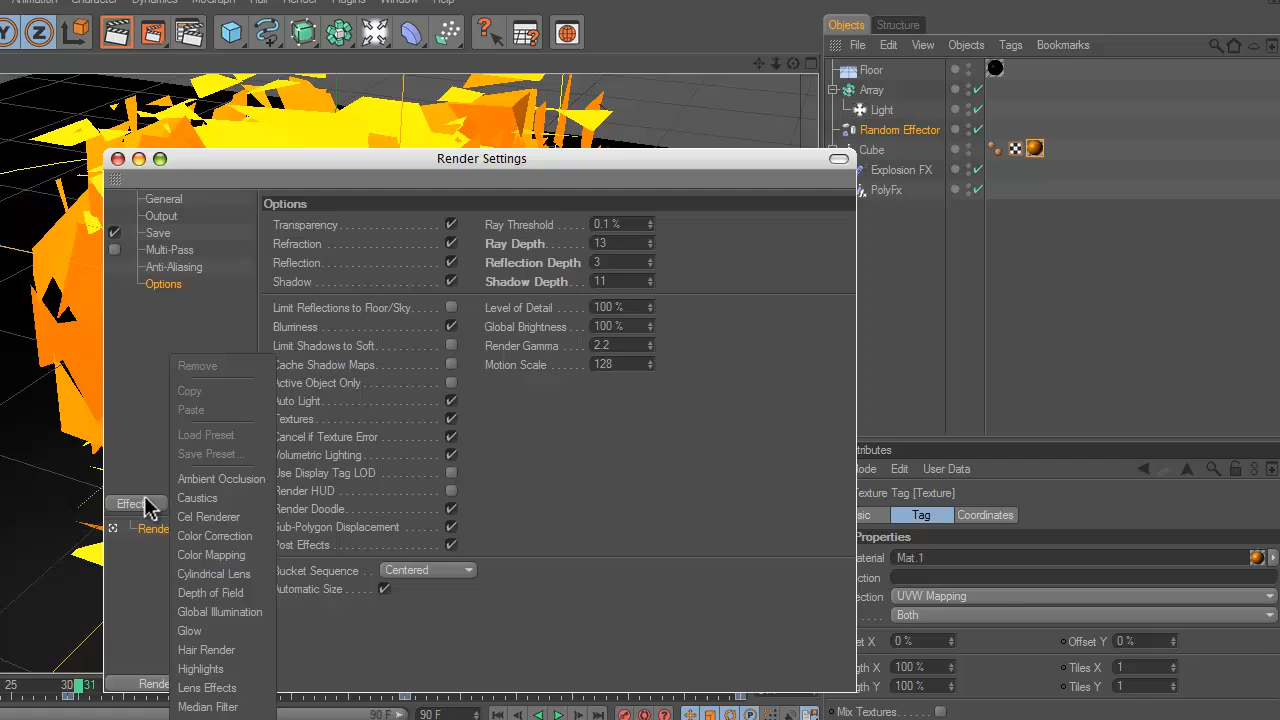 Animation Character Dynamics MoGraph Hair Render Plugins Window Help
Objects Structure
File Edit View Objects Tags Bookmarks
Floor
Array
Light
Random Effector
Cube
Explosion FX
PolyFx
Render Settings
General
Output
Save
Multi-Pass
Anti-Aliasing
Options
Effect
Rende
Rende
Options
Transparency
Refraction
Reflection
Shadow
Ray Threshold 0.1 %
Ray Depth 13
Reflection Depth 3
Shadow Depth 11
Limit Reflections to Floor/Sky
Blurriness
Limit Shadows to Soft
Cache Shadow Maps
Active Object Only
Auto Light
Textures
Cancel if Texture Error
Volumetric Lighting
Use Display Tag LOD
Render HUD
Render Doodle
Sub-Polygon Displacement
Post Effects
Level of Detail 100 %
Global Brightness 100 %
Render Gamma 2.2
Motion Scale 128
Bucket Sequence Centered
Automatic Size
Remove
Copy
Paste
Load Preset
Save Preset...
Ambient Occlusion
Caustics
Cel Renderer
Color Correction
Color Mapping
Cylindrical Lens
Depth of Field
Global Illumination
Glow
Hair Render
Highlights
Lens Effects
Median Filter
ttributes
ode Edit User Data
exture Tag [Texture]
sic Tag Coordinates
Properties
aterial Mat.1
ction
ection UVW Mapping
Both
et X 0 % Offset Y 0 %
gth X 100 % Tiles X 1
gth Y 100 % Tiles Y 1
Mix Textures
25 30 31
90 F 90 F